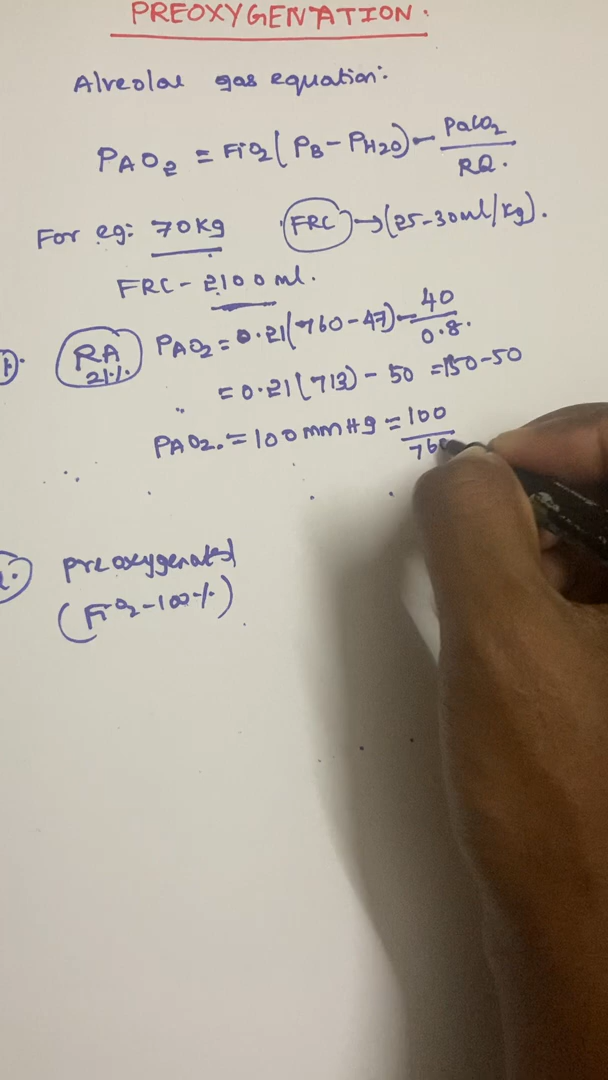 PREOXYGENATION.
Alveolar gas equation:
PAO2 = FiO2(PB - PH2O) - PaCO2/RQ.
For eg: 70Kg FRC → (25-30ml/kg).
FRC - 2100 ml.
1. RA 21% PAO2 = 0.21(760-47) - 40/0.8.
= 0.21(713) - 50 = 150-50
∴ PAO2. = 100 mmHg = 100/760
2. Preoxygenated
(FiO2 - 100%)